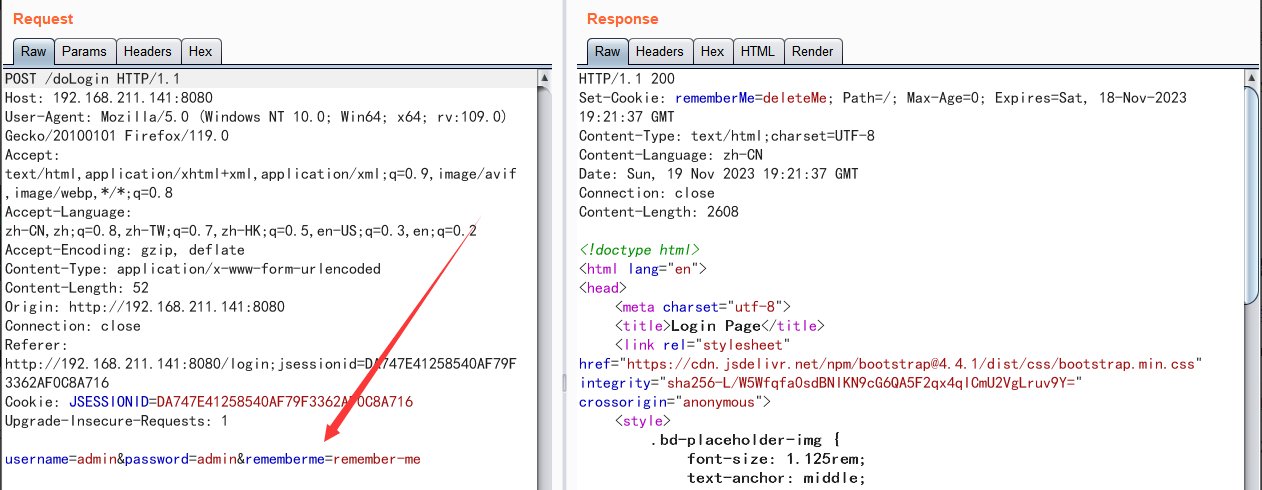 Request
Raw Params Headers Hex
POST /doLogin HTTP/1.1
Host: 192.168.211.141:8080
User-Agent: Mozilla/5.0 (Windows NT 10.0; Win64; x64; rv:109.0)
Gecko/20100101 Firefox/119.0
Accept:
text/html,application/xhtml+xml,application/xml;q=0.9,image/avif
,image/webp,*/*;q=0.8
Accept-Language:
zh-CN,zh;q=0.8,zh-TW;q=0.7,zh-HK;q=0.5,en-US;q=0.3,en;q=0.2
Accept-Encoding: gzip, deflate
Content-Type: application/x-www-form-urlencoded
Content-Length: 52
Origin: http://192.168.211.141:8080
Connection: close
Referer:
http://192.168.211.141:8080/login;jsessionid=DA747E41258540AF79F
3362AF0C8A716
Cookie: JSESSIONID=DA747E41258540AF79F3362AF0C8A716
Upgrade-Insecure-Requests: 1
username=admin&password=admin&rememberme=remember-me
Response
Raw Headers Hex HTML Render
HTTP/1.1 200
Set-Cookie: rememberMe=deleteMe; Path=/; Max-Age=0; Expires=Sat, 18-Nov-2023
19:21:37 GMT
Content-Type: text/html;charset=UTF-8
Content-Language: zh-CN
Date: Sun, 19 Nov 2023 19:21:37 GMT
Connection: close
Content-Length: 2608
<!doctype html>
<html lang="en">
<head>
<meta charset="utf-8">
<title>Login Page</title>
<link rel="stylesheet"
href="https://cdn.jsdelivr.net/npm/bootstrap@4.4.1/dist/css/bootstrap.min.css"
integrity="sha256-L/W5Wfqfa0sdBNIKN9cG6QA5F2qx4qICmU2VgLruv9Y="
crossorigin="anonymous">
<style>
.bd-placeholder-img {
font-size: 1.125rem;
text-anchor: middle;